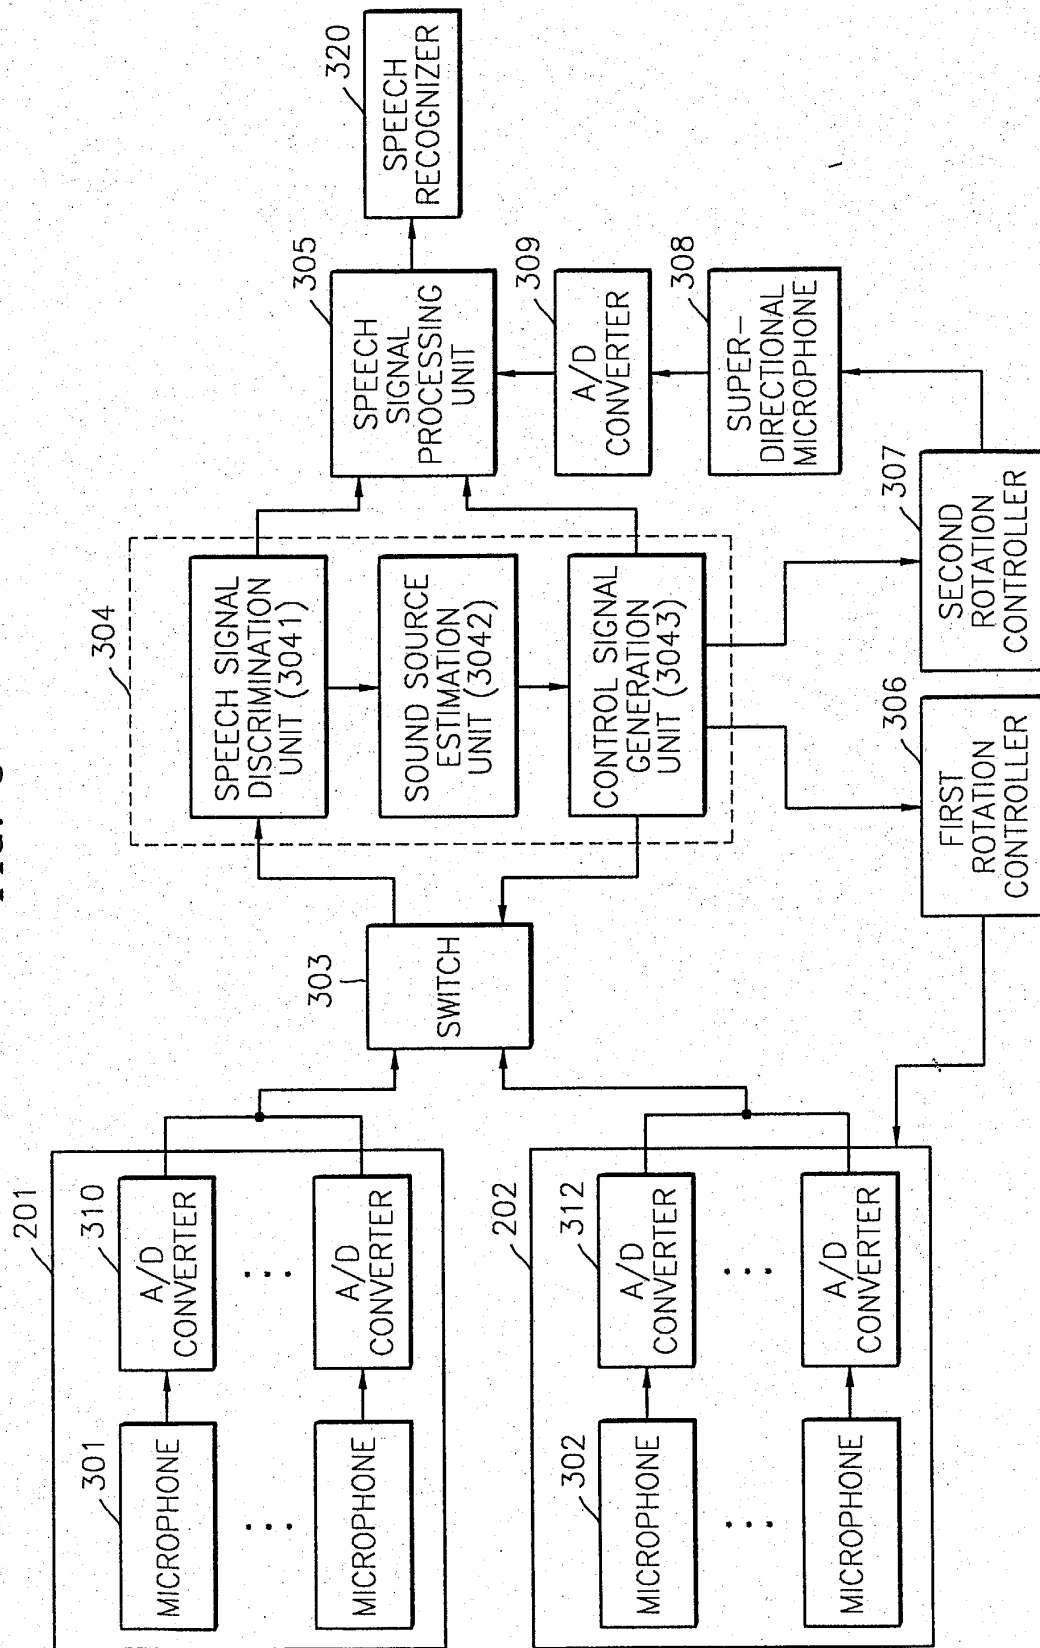 201
301
MICROPHONE
310
A/D
CONVERTER
...
...
MICROPHONE
A/D
CONVERTER
202
302
MICROPHONE
312
A/D
CONVERTER
...
...
MICROPHONE
A/D
CONVERTER
303
SWITCH
304
SPEECH SIGNAL
DISCRIMINATION
UNIT (3041)
SOUND SOURCE
ESTIMATION
UNIT (3042)
CONTROL SIGNAL
GENERATION
UNIT (3043)
305
SPEECH
SIGNAL
PROCESSING
UNIT
320
SPEECH
RECOGNIZER
309
A/D
CONVERTER
308
SUPER-
DIRECTIONAL
MICROPHONE
306
FIRST
ROTATION
CONTROLLER
307
SECOND
ROTATION
CONTROLLER